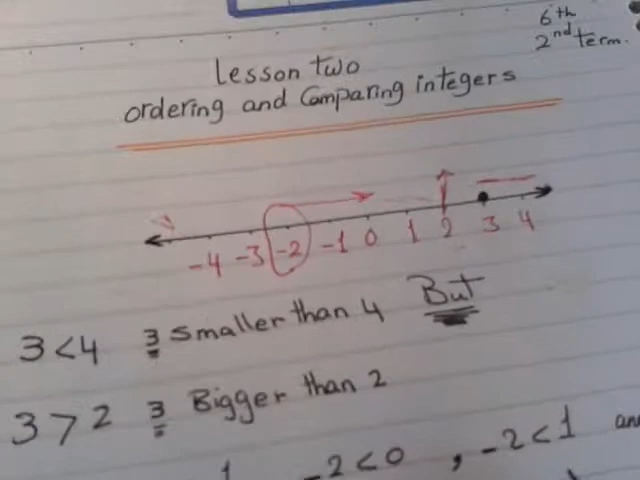 6th
2nd term.
Lesson two
ordering and Comparing integers
-4 -3 -2 -1 0 1 2 3 4
3<4 3 Smaller than 4 But
3>2 3 Bigger than 2
-2<0 , -2<1